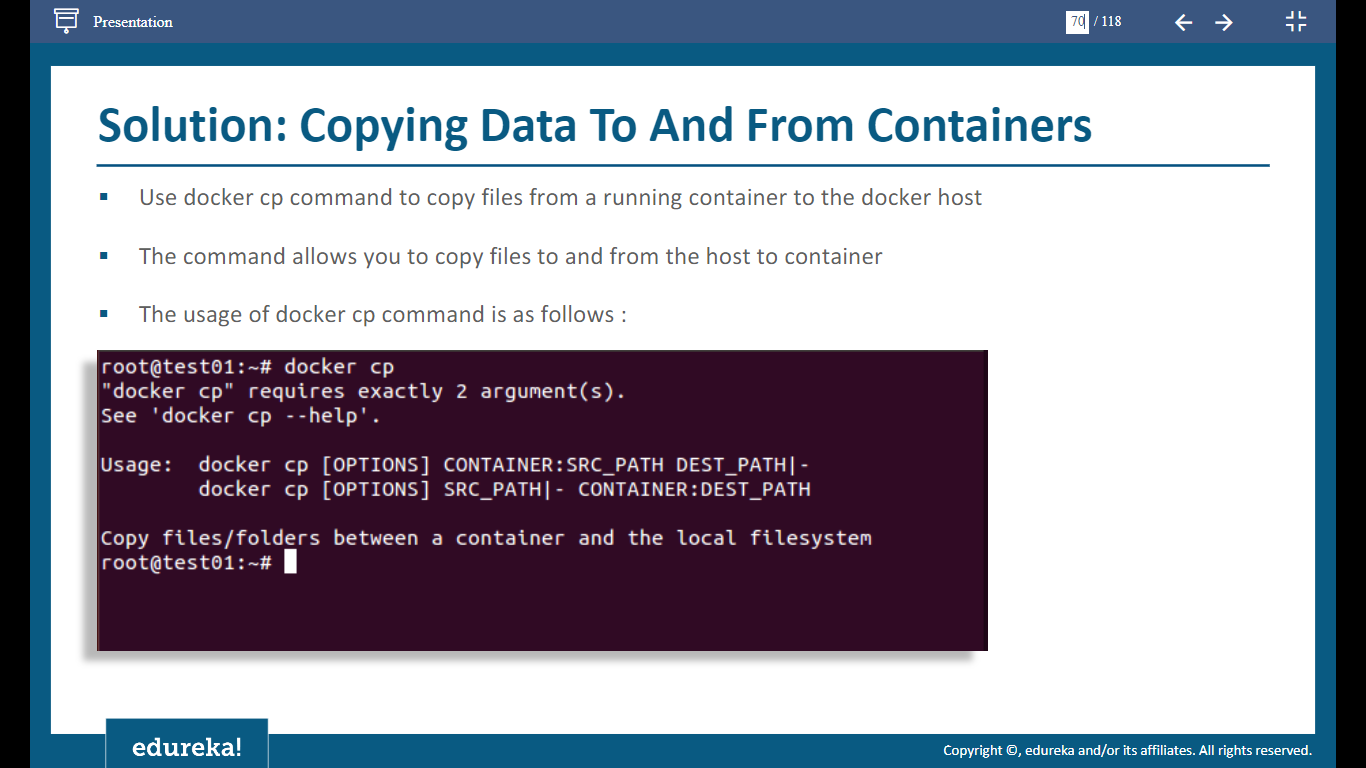 Presentation
70 / 118
Solution: Copying Data To And From Containers
Use docker cp command to copy files from a running container to the docker host
The command allows you to copy files to and from the host to container
The usage of docker cp command is as follows :
root@test01:~# docker cp
"docker cp" requires exactly 2 argument(s).
See 'docker cp --help'.
Usage:  docker cp [OPTIONS] CONTAINER:SRC_PATH DEST_PATH|-
        docker cp [OPTIONS] SRC_PATH|- CONTAINER:DEST_PATH
Copy files/folders between a container and the local filesystem
root@test01:~#
edureka!
Copyright ©, edureka and/or its affiliates. All rights reserved.